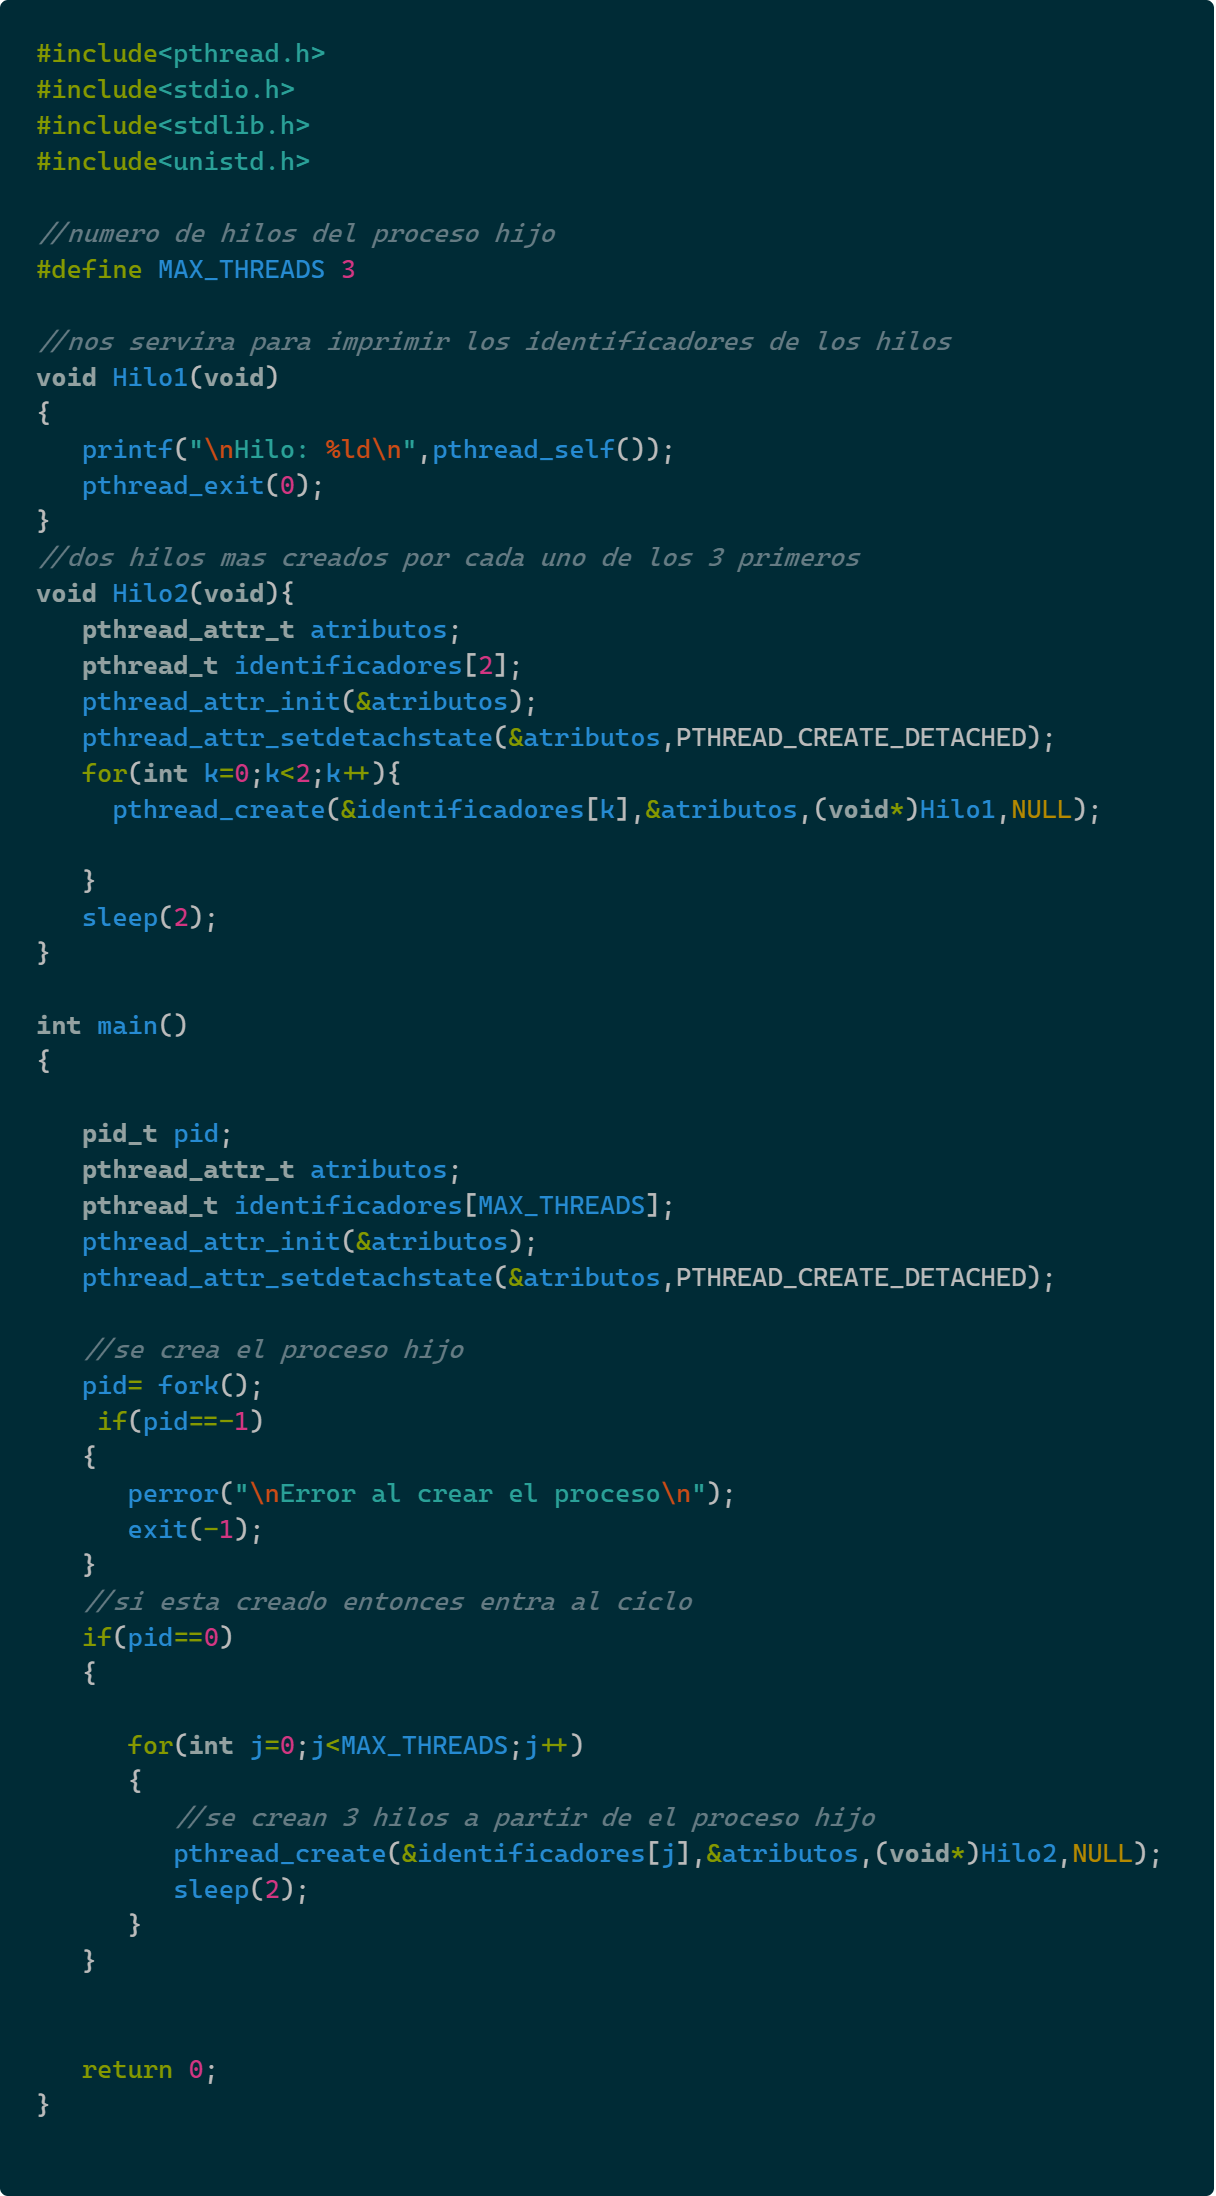 #include<pthread.h>
#include<stdio.h>
#include<stdlib.h>
#include<unistd.h>

//numero de hilos del proceso hijo
#define MAX_THREADS 3

//nos servira para imprimir los identificadores de los hilos
void Hilo1(void)
{
   printf("\nHilo: %ld\n",pthread_self());
   pthread_exit(0);
}
//dos hilos mas creados por cada uno de los 3 primeros
void Hilo2(void){
   pthread_attr_t atributos;
   pthread_t identificadores[2];
   pthread_attr_init(&atributos);
   pthread_attr_setdetachstate(&atributos,PTHREAD_CREATE_DETACHED);
   for(int k=0;k<2;k++){
     pthread_create(&identificadores[k],&atributos,(void*)Hilo1,NULL);

   }
   sleep(2);
}

int main()
{

   pid_t pid;
   pthread_attr_t atributos;
   pthread_t identificadores[MAX_THREADS];
   pthread_attr_init(&atributos);
   pthread_attr_setdetachstate(&atributos,PTHREAD_CREATE_DETACHED);

   //se crea el proceso hijo
   pid= fork();
    if(pid==-1)
   {
      perror("\nError al crear el proceso\n");
      exit(-1);
   }
   //si esta creado entonces entra al ciclo
   if(pid==0)
   {

      for(int j=0;j<MAX_THREADS;j++)
      {
         //se crean 3 hilos a partir de el proceso hijo
         pthread_create(&identificadores[j],&atributos,(void*)Hilo2,NULL);
         sleep(2);
      }
   }


   return 0;
}